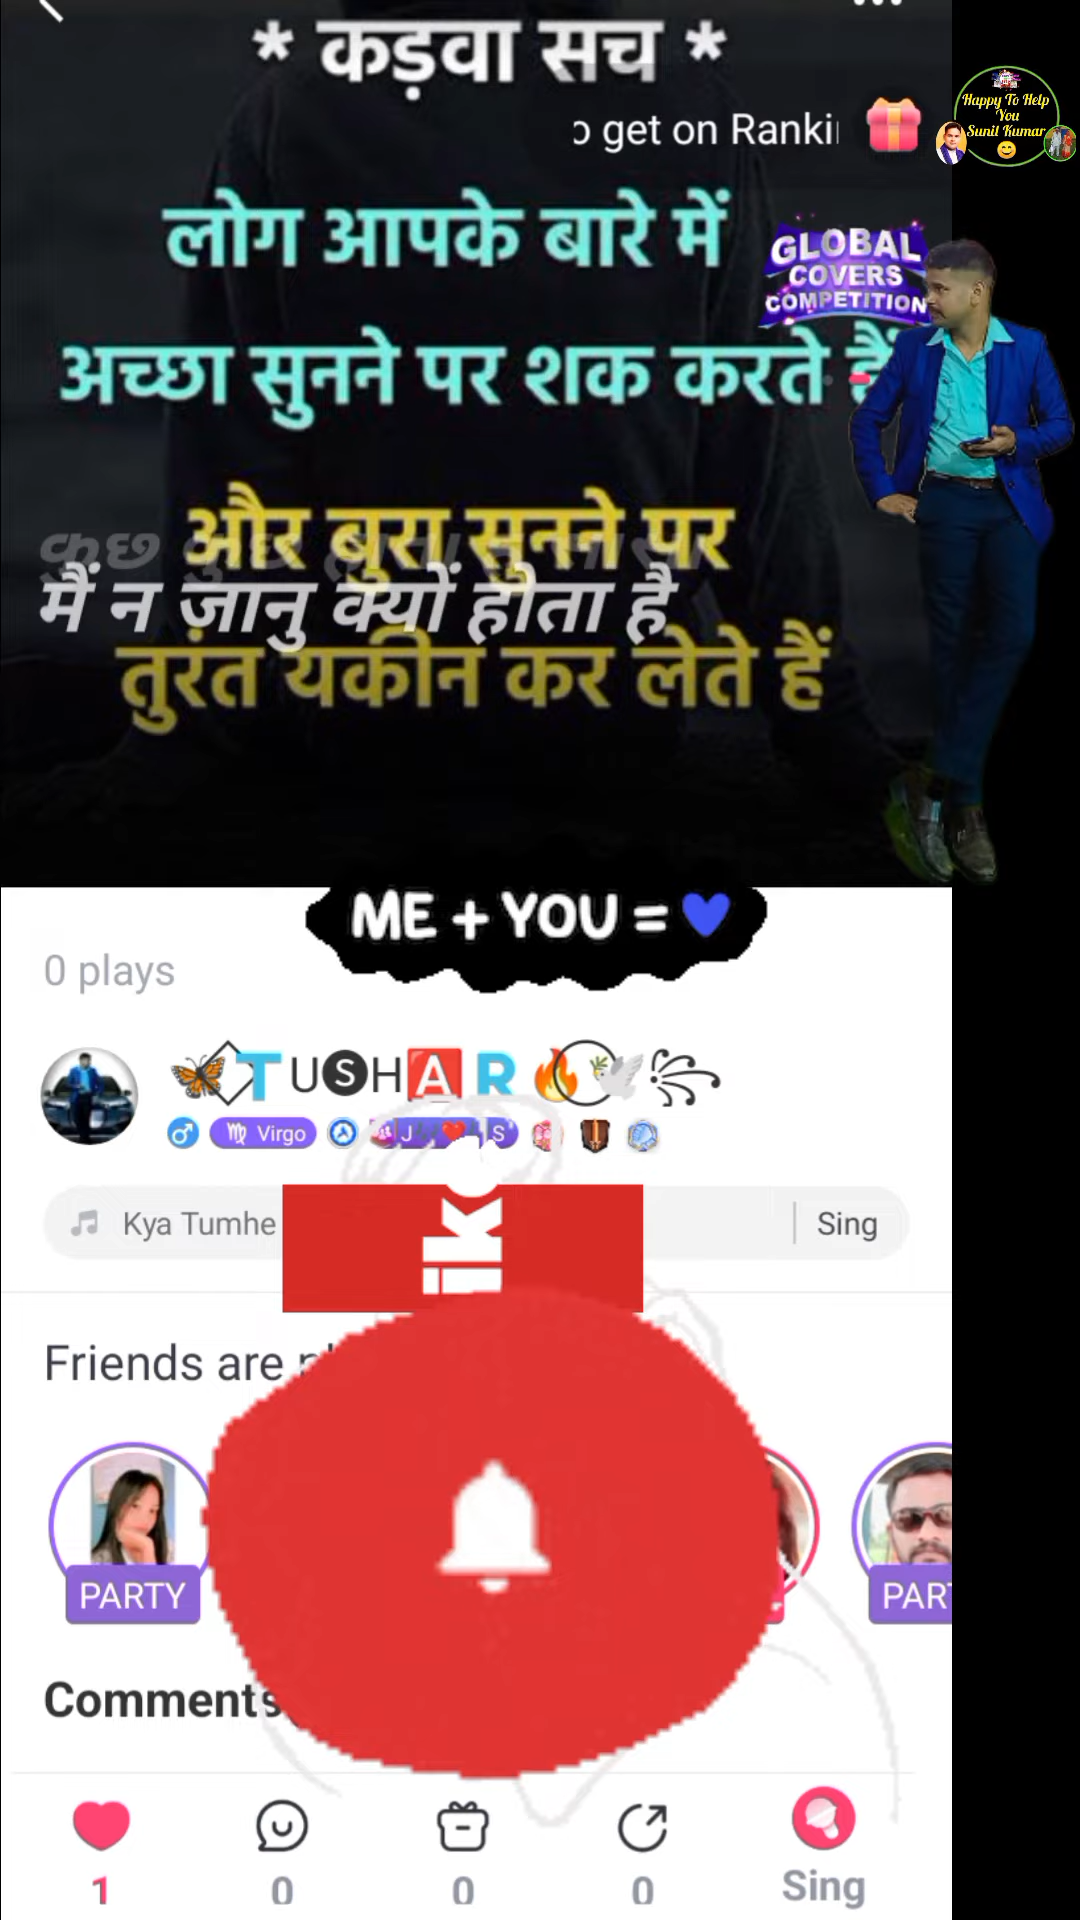 * कड़वा सच *
get on Ranki
Happy To Help
You
Sunil Kumar
लोग आपके बारे में
GLOBAL
COVERS
COMPETITION
अच्छा सुनने पर शक करते हैं
और बुरा सुनने पर
मैं न जानु क्यों होता है
तुरंत यकीन कर लेते हैं
ME + YOU =
0 plays
TUSHAR
Virgo
J S
Kya Tumhe
Sing
Friends are
PARTY
PAR
Comments
1
0
0
0
Sing